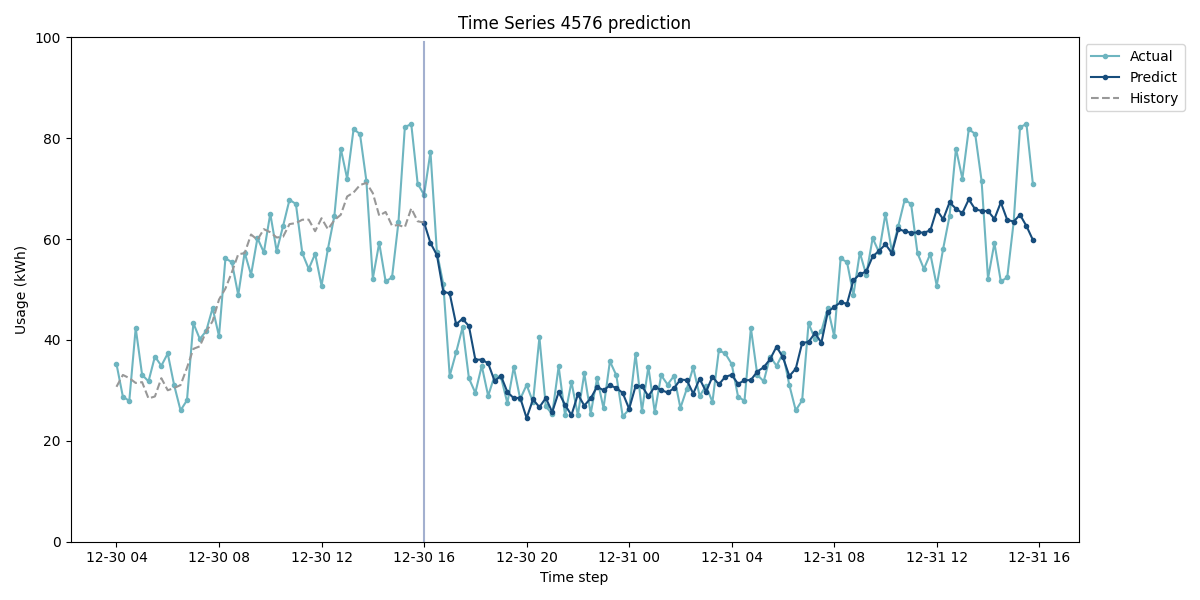 Time Series 4576 prediction
Usage (kWh)
100
80
60
40
20
0
12-30 04
12-30 08
12-30 12
12-30 16
12-30 20
12-31 00
12-31 04
12-31 08
12-31 12
12-31 16
Time step
Actual
Predict
History